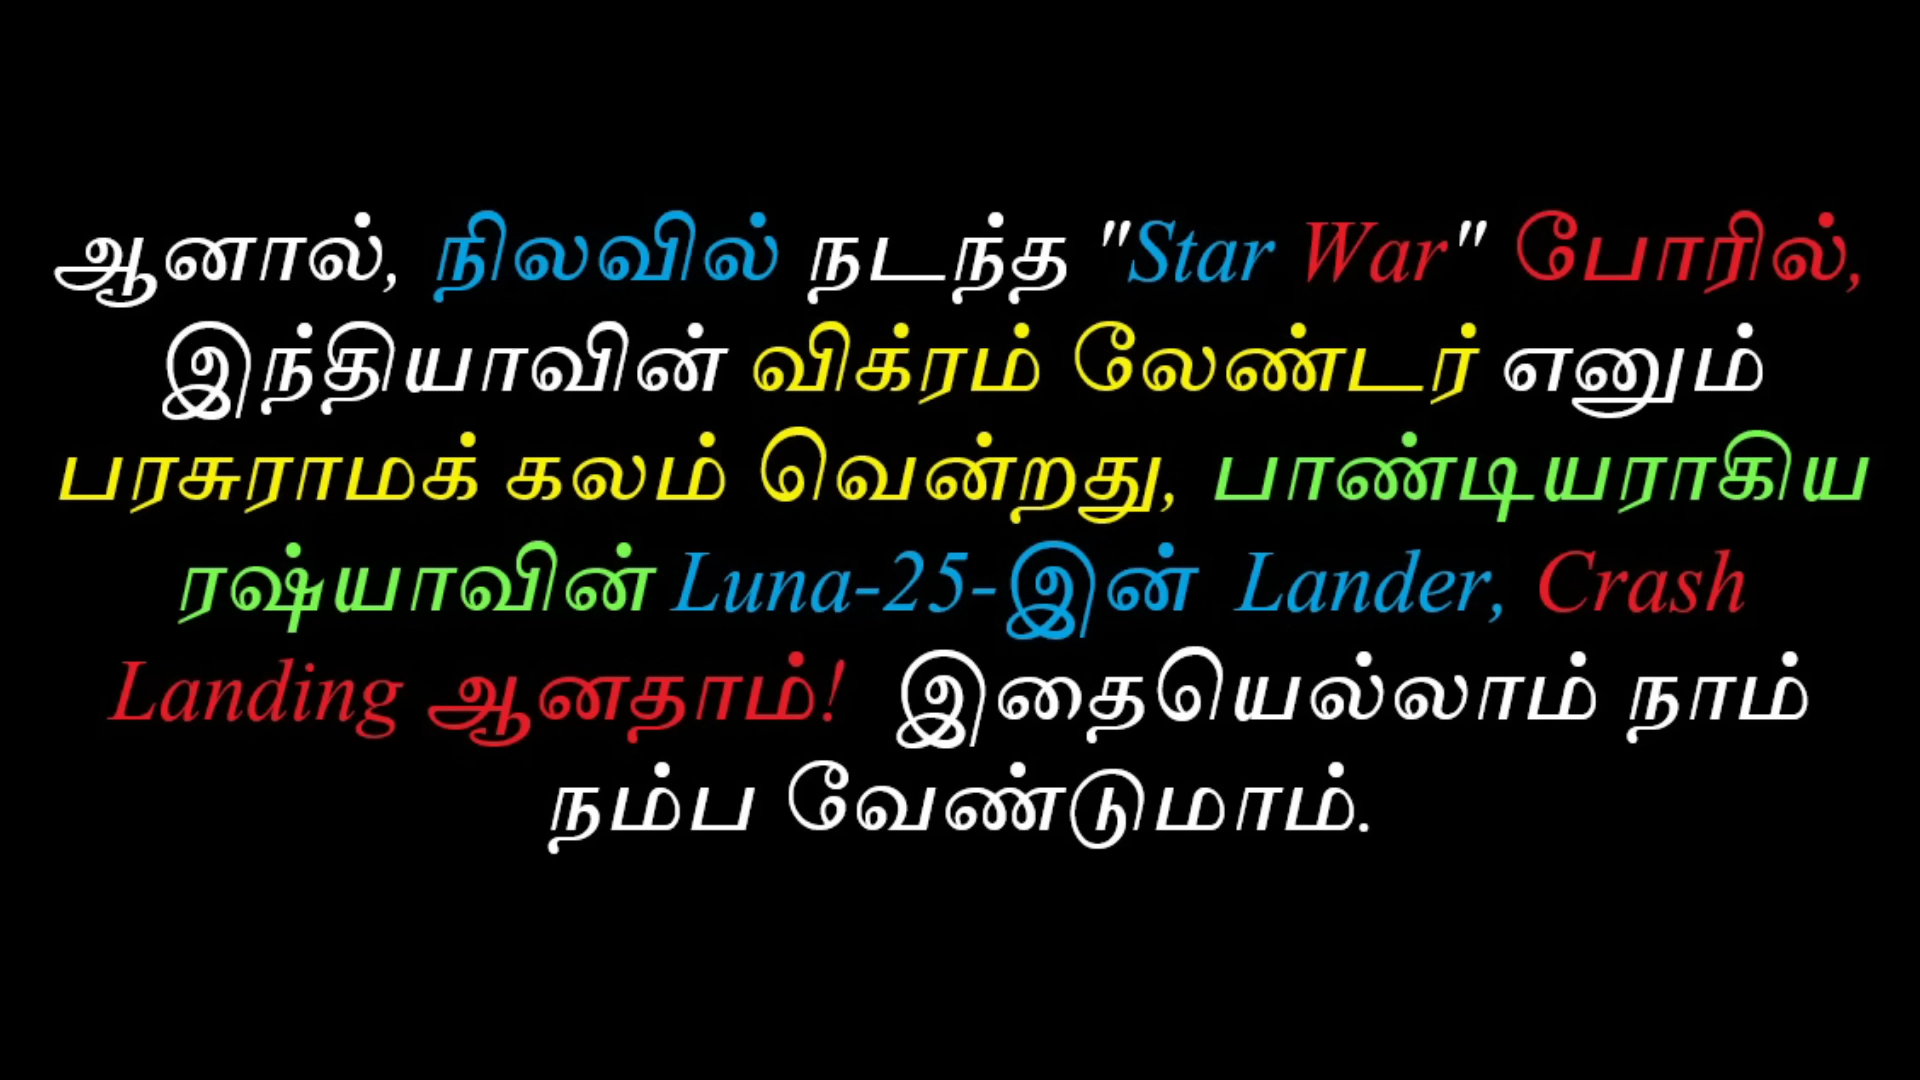 ஆனால், நிலவில் நடந்த "Star War" போரில்,
இந்தியாவின் விக்ரம் லேண்டர் எனும்
பரசுராமக் கலம் வென்றது, பாண்டியராகிய
ரஷ்யாவின் Luna-25-இன் Lander, Crash
Landing ஆனதாம்! இதையெல்லாம் நாம்
நம்ப வேண்டுமாம்.